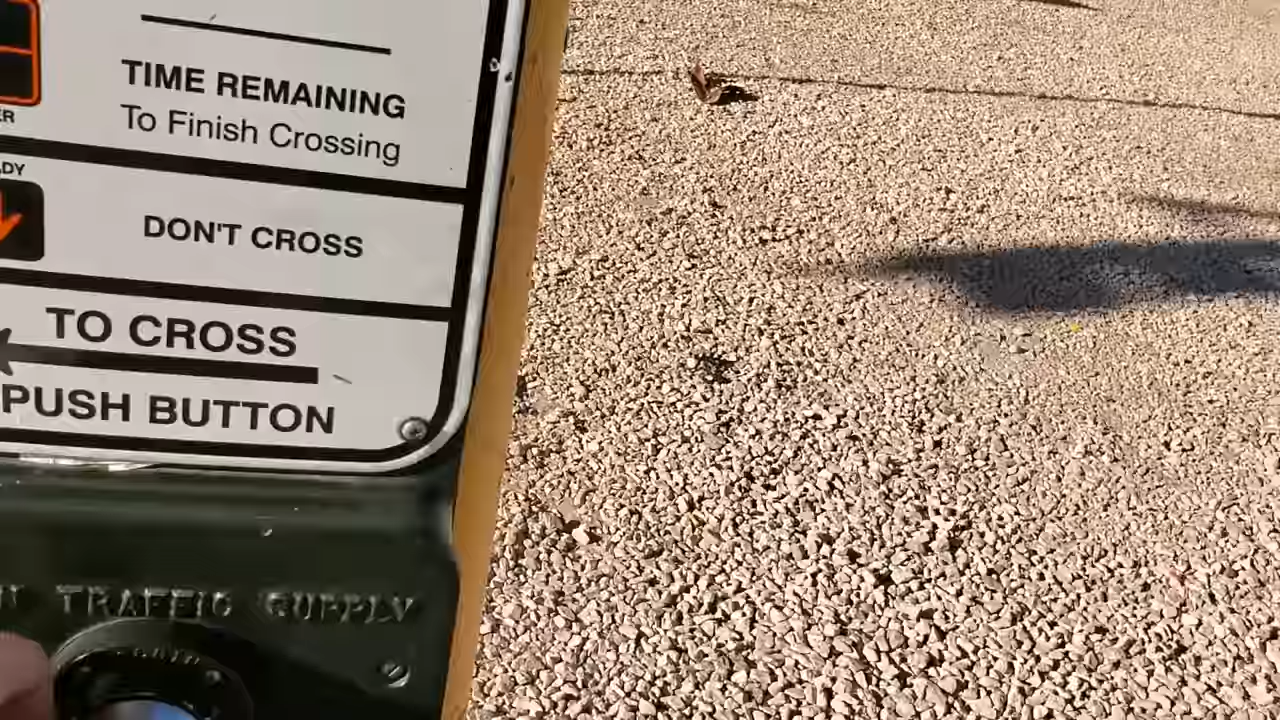 TIME REMAINING
To Finish Crossing
DON'T CROSS
TO CROSS
PUSH BUTTON
TRAFFIC SUPPLY